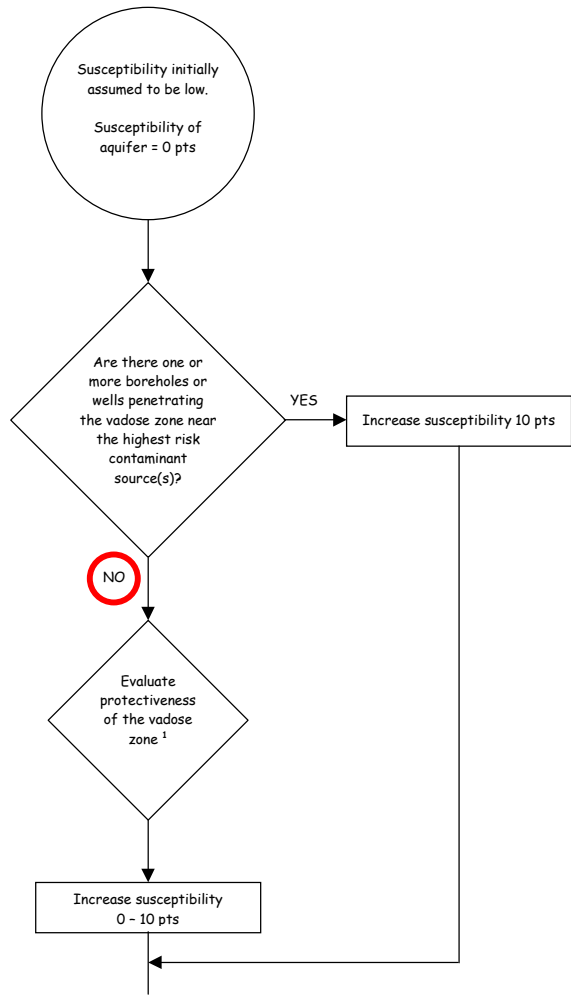 Susceptibility initially
assumed to be low.
Susceptibility of
aquifer = 0 pts
Are there one or
more boreholes or
wells penetrating
the vadose zone near
the highest risk
contaminant
source(s)?
YES
Increase susceptibility 10 pts
NO
Evaluate
protectiveness
of the vadose
zone ¹
Increase susceptibility
0 – 10 pts